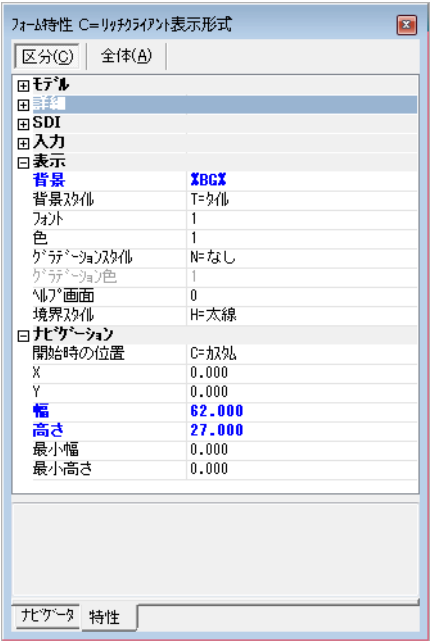 ﾌｫｰﾑ特性 C=ﾘｯﾁｸﾗｲｱﾝﾄ表示形式
区分(C) 全体(A)
ﾓﾃﾞﾙ
詳細
SDI
入力
表示
背景 %BG%
背景ｽﾀｲﾙ T=ﾀｲﾙ
ﾌｫﾝﾄ 1
色 1
ｸﾞﾗﾃﾞｰｼｮﾝｽﾀｲﾙ N=なし
ｸﾞﾗﾃﾞｰｼｮﾝ色 1
ﾍﾙﾌﾟ画面 0
境界ｽﾀｲﾙ H=太線
ﾅﾋﾞｹﾞｰｼｮﾝ
開始時の位置 C=ｶｽﾀﾑ
X 0.000
Y 0.000
幅 62.000
高さ 27.000
最小幅 0.000
最小高さ 0.000
ﾅﾋﾞｹﾞｰﾀ 特性